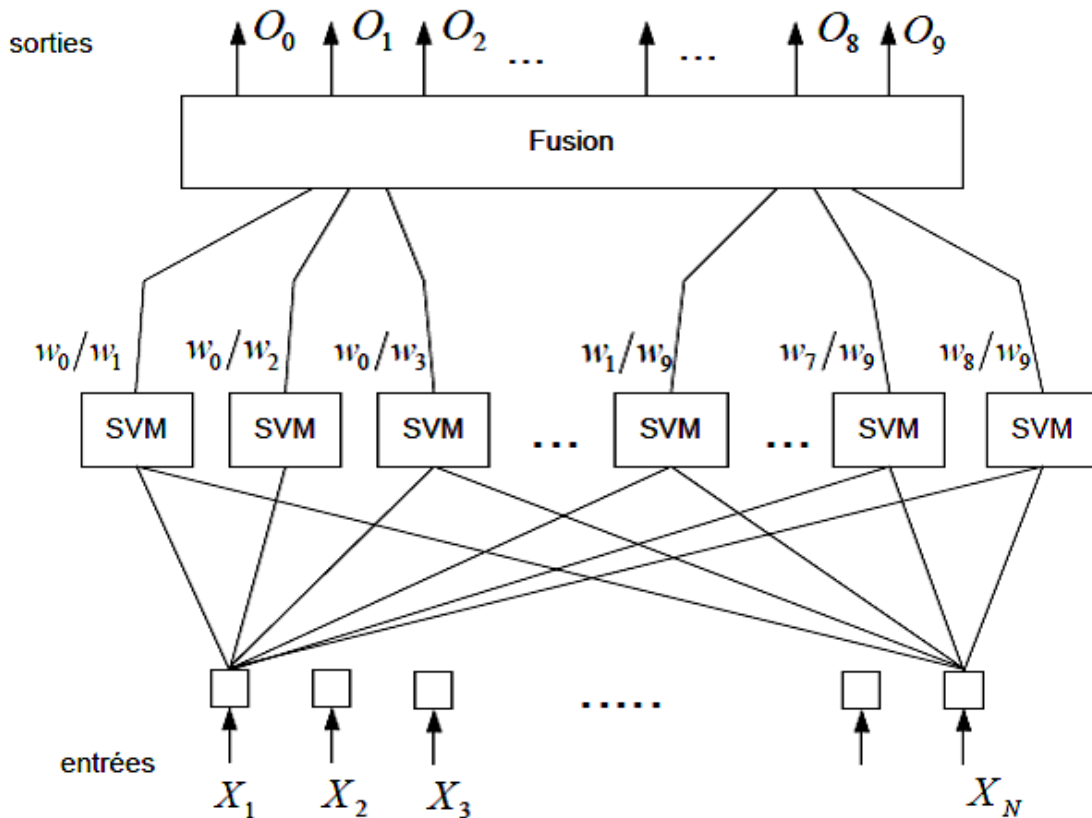 sorties O₀ O₁ O₂ ... ... O₈ O₉
Fusion
w₀/w₁ w₀/w₂ w₀/w₃ w₁/w₉ w₇/w₉ w₈/w₉
SVM SVM SVM ... SVM ... SVM SVM
.....
entrées
X₁ X₂ X₃ X_N